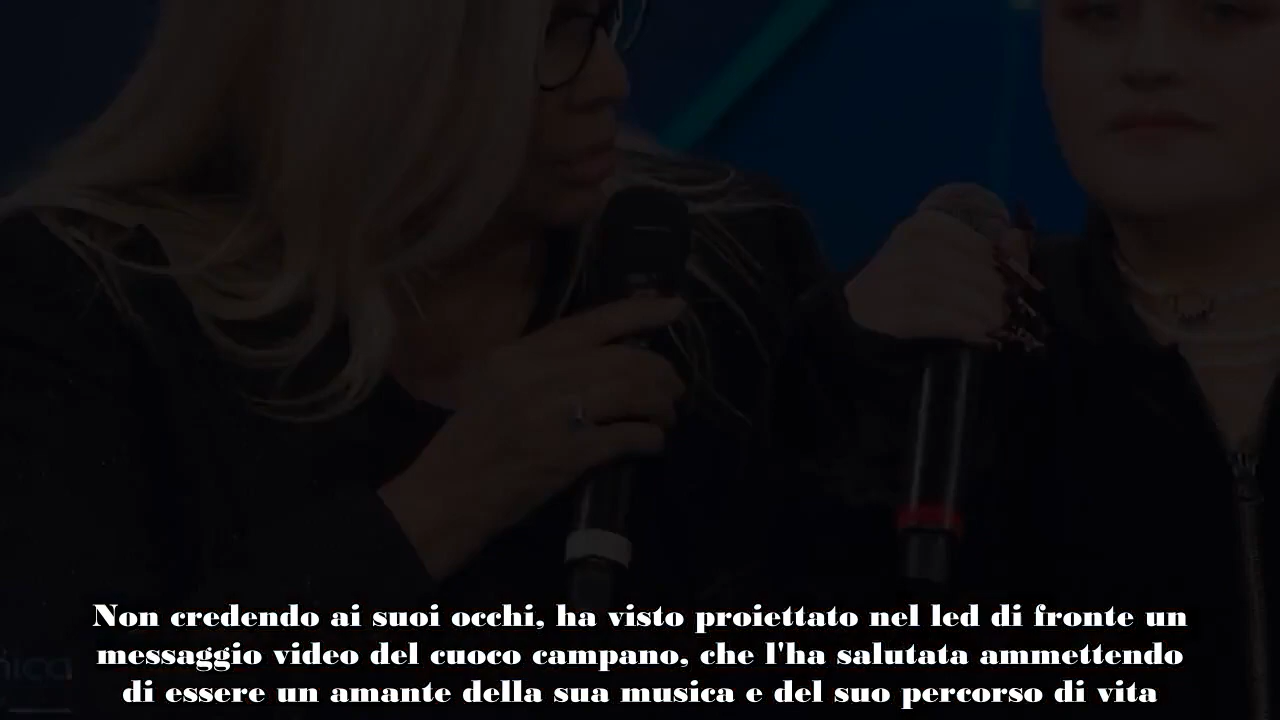 Non credendo ai suoi occhi, ha visto proiettato nel led di fronte un
messaggio video del cuoco campano, che l'ha salutata ammettendo
di essere un amante della sua musica e del suo percorso di vita
nica